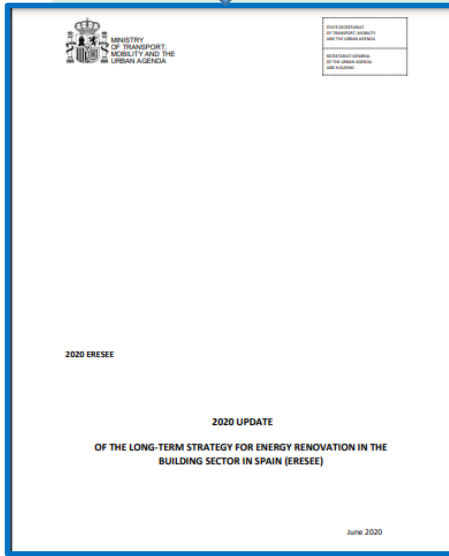 MINISTRY
OF TRANSPORT,
MOBILITY AND THE
URBAN AGENDA
STATE SECRETARIAT
OF TRANSPORT, MOBILITY
AND THE URBAN AGENDA
SECRETARIAT GENERAL
OF THE URBAN AGENDA
AND HOUSING
2020 ERESEE
2020 UPDATE
OF THE LONG-TERM STRATEGY FOR ENERGY RENOVATION IN THE
BUILDING SECTOR IN SPAIN (ERESEE)
June 2020